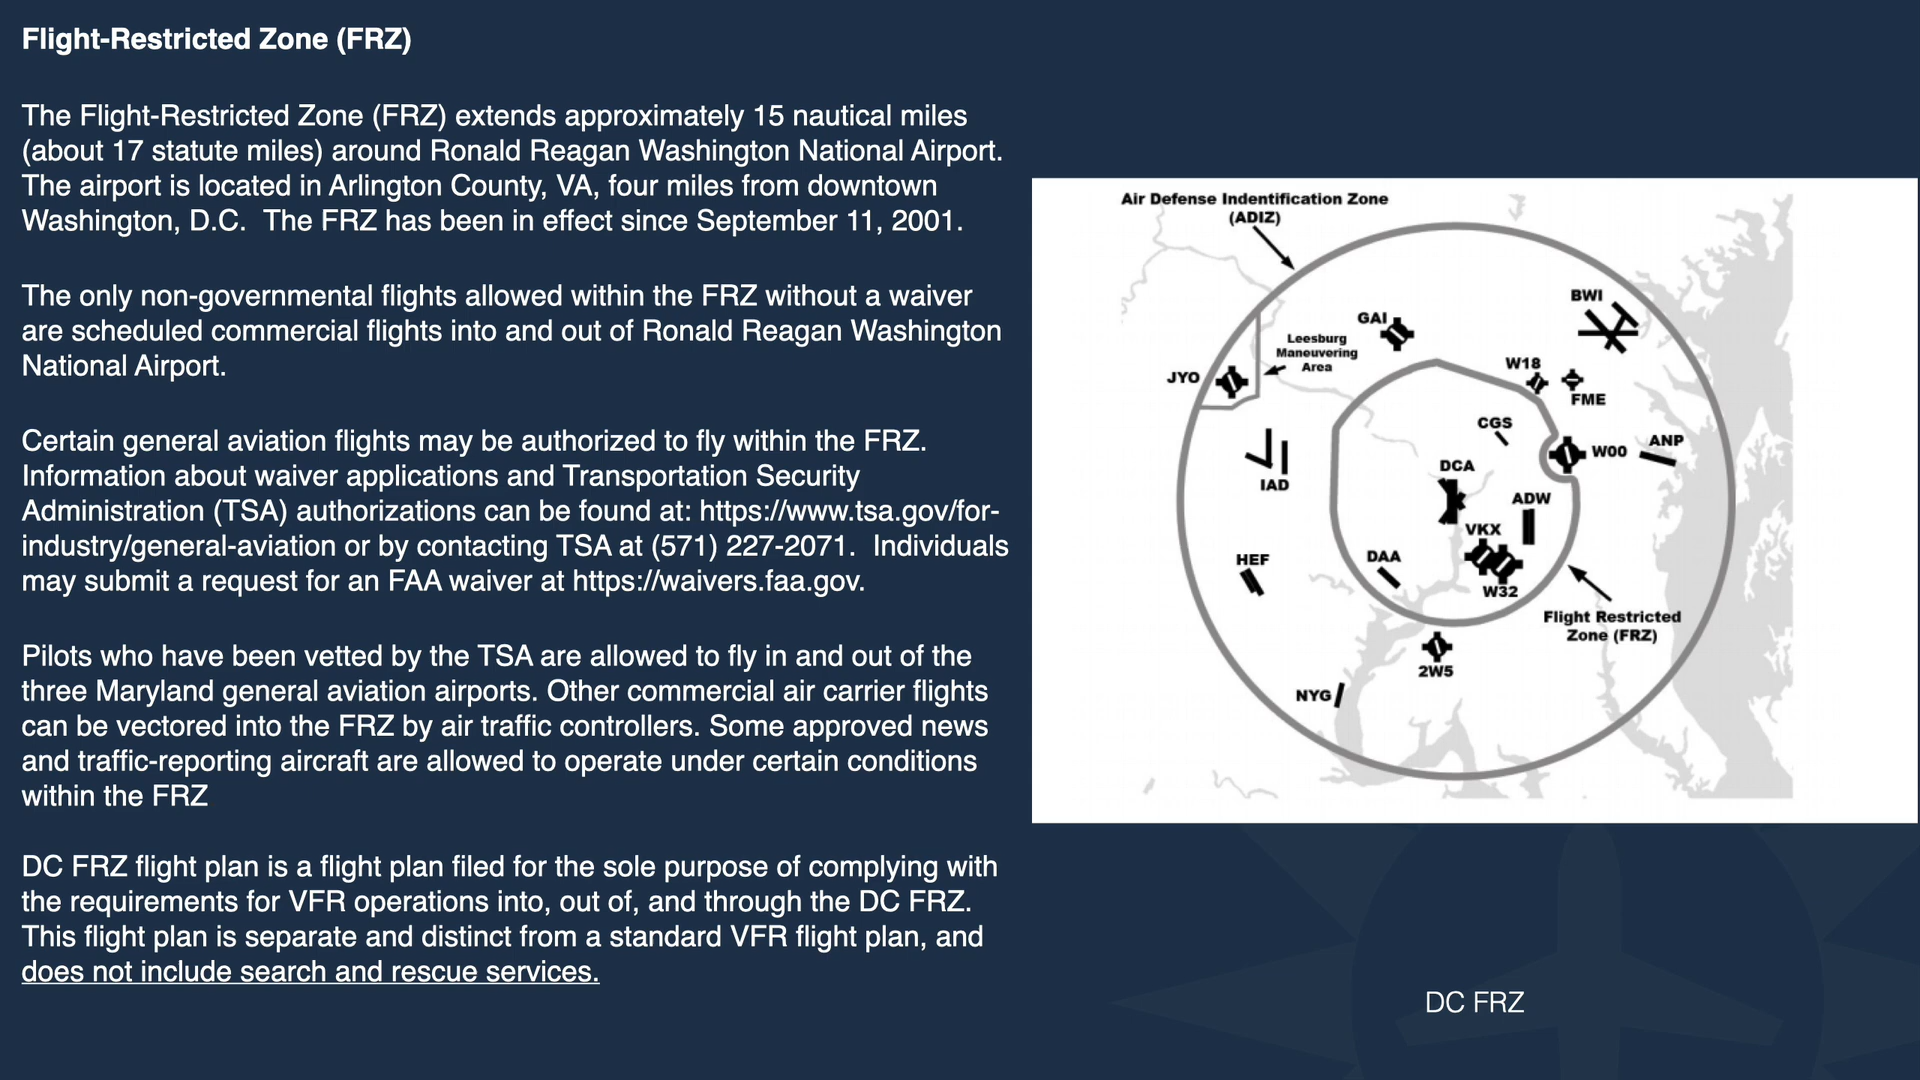 Flight-Restricted Zone (FRZ)
The Flight-Restricted Zone (FRZ) extends approximately 15 nautical miles
(about 17 statute miles) around Ronald Reagan Washington National Airport.
The airport is located in Arlington County, VA, four miles from downtown
Washington, D.C.  The FRZ has been in effect since September 11, 2001.
The only non-governmental flights allowed within the FRZ without a waiver
are scheduled commercial flights into and out of Ronald Reagan Washington
National Airport.
Certain general aviation flights may be authorized to fly within the FRZ.
Information about waiver applications and Transportation Security
Administration (TSA) authorizations can be found at: https://www.tsa.gov/for-
industry/general-aviation or by contacting TSA at (571) 227-2071.  Individuals
may submit a request for an FAA waiver at https://waivers.faa.gov.
Pilots who have been vetted by the TSA are allowed to fly in and out of the
three Maryland general aviation airports. Other commercial air carrier flights
can be vectored into the FRZ by air traffic controllers. Some approved news
and traffic-reporting aircraft are allowed to operate under certain conditions
within the FRZ
DC FRZ flight plan is a flight plan filed for the sole purpose of complying with
the requirements for VFR operations into, out of, and through the DC FRZ.
This flight plan is separate and distinct from a standard VFR flight plan, and
does not include search and rescue services.
Air Defense Indentification Zone
(ADIZ)
BWI
GAI
Leesburg
Maneuvering
Area
W18
JYO
FME
CGS
ANP
W00
DCA
IAD
ADW
VKX
DAA
HEF
W32
Flight Restricted
Zone (FRZ)
2W5
NYG
DC FRZ